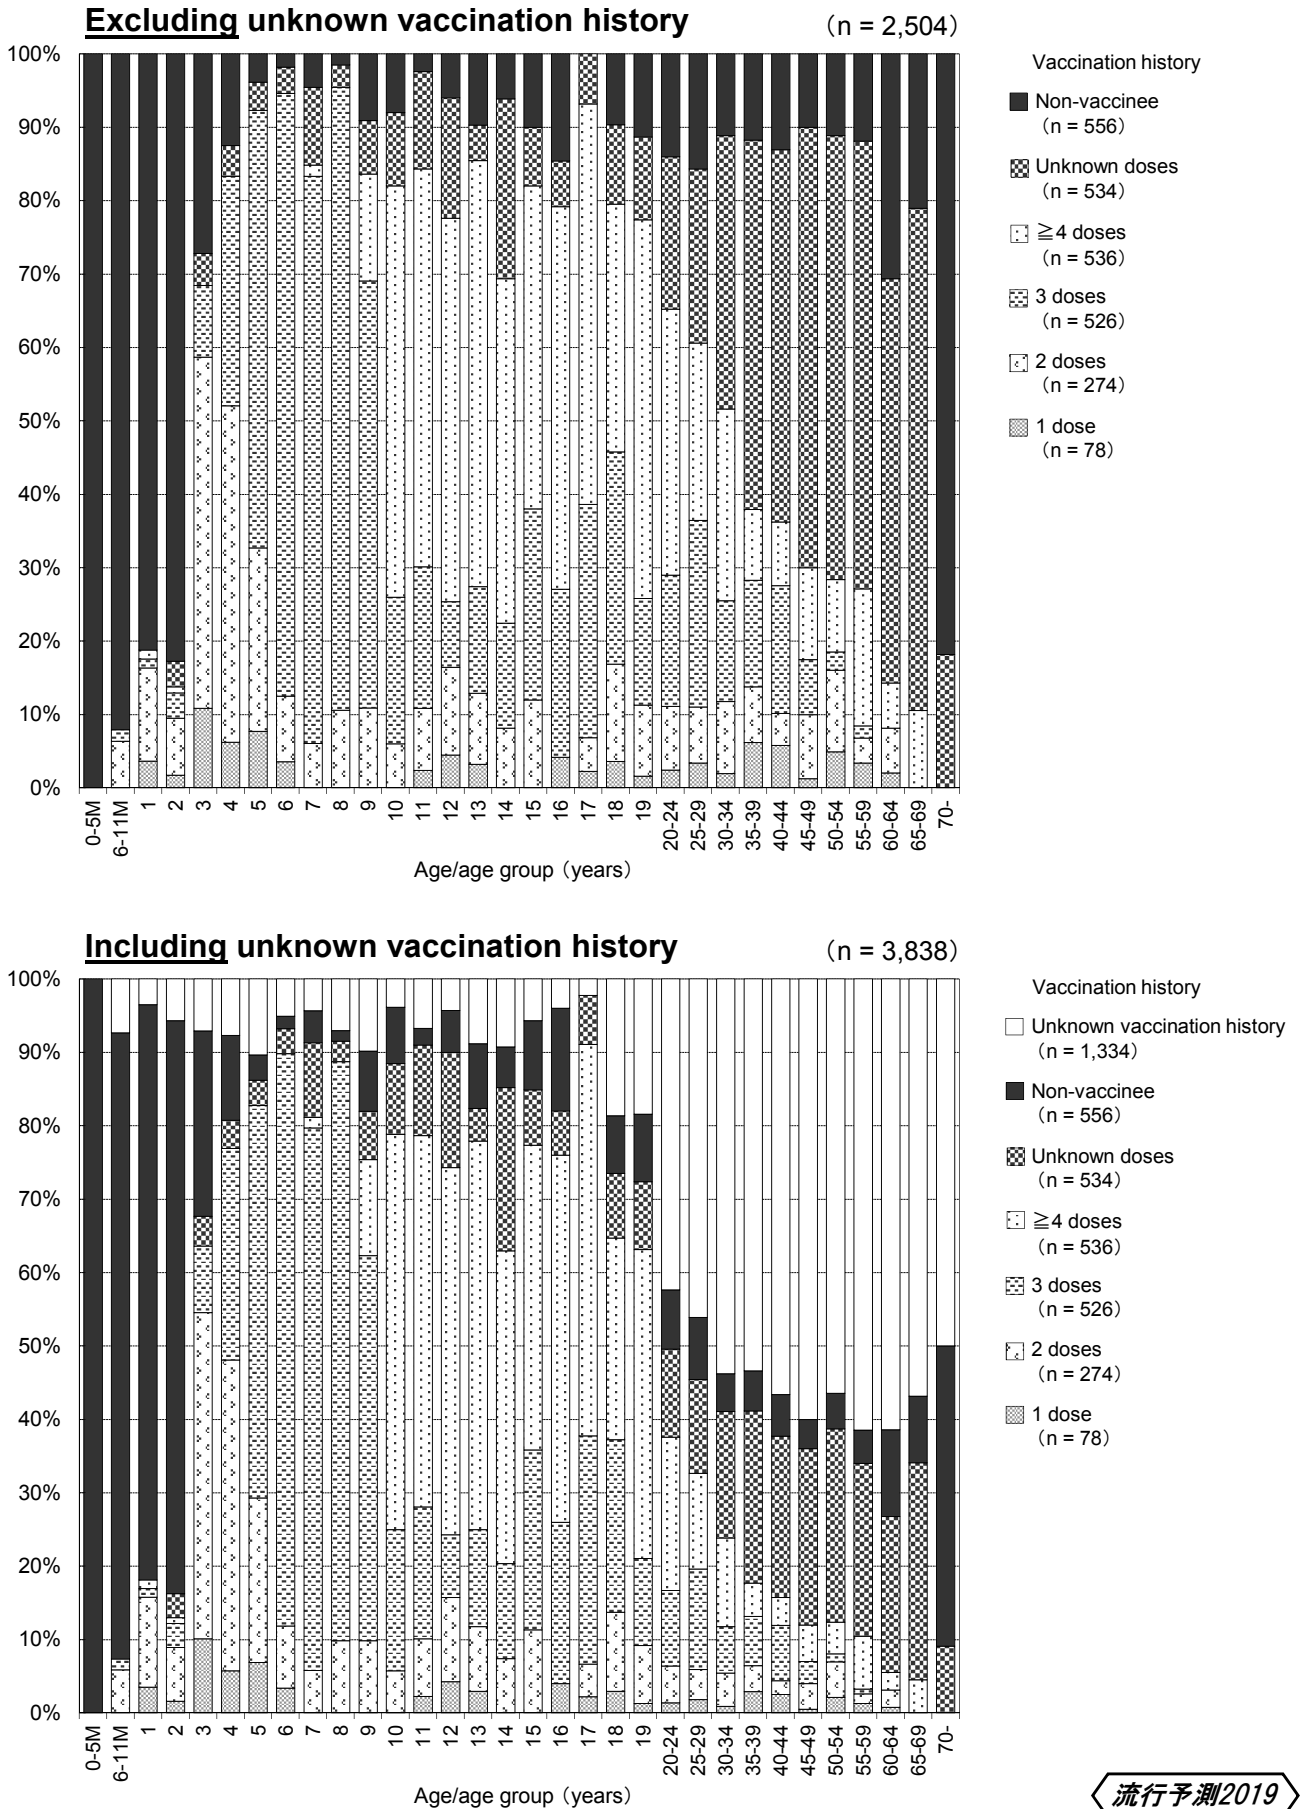 Excluding unknown vaccination history
（n = 2,504）
100%
90%
80%
70%
60%
50%
40%
30%
20%
10%
0%
0-5M
6-11M
1
2
3
4
5
6
7
8
9
10
11
12
13
14
15
16
17
18
19
20-24
25-29
30-34
35-39
40-44
45-49
50-54
55-59
60-64
65-69
70-
Age/age group（years）
Vaccination history
Non-vaccinee
（n = 556）
Unknown doses
（n = 534）
≧4 doses
（n = 536）
3 doses
（n = 526）
2 doses
（n = 274）
1 dose
（n = 78）
Including unknown vaccination history
（n = 3,838）
100%
90%
80%
70%
60%
50%
40%
30%
20%
10%
0%
0-5M
6-11M
1
2
3
4
5
6
7
8
9
10
11
12
13
14
15
16
17
18
19
20-24
25-29
30-34
35-39
40-44
45-49
50-54
55-59
60-64
65-69
70-
Age/age group（years）
Vaccination history
Unknown vaccination history
（n = 1,334）
Non-vaccinee
（n = 556）
Unknown doses
（n = 534）
≧4 doses
（n = 536）
3 doses
（n = 526）
2 doses
（n = 274）
1 dose
（n = 78）
流行予測2019